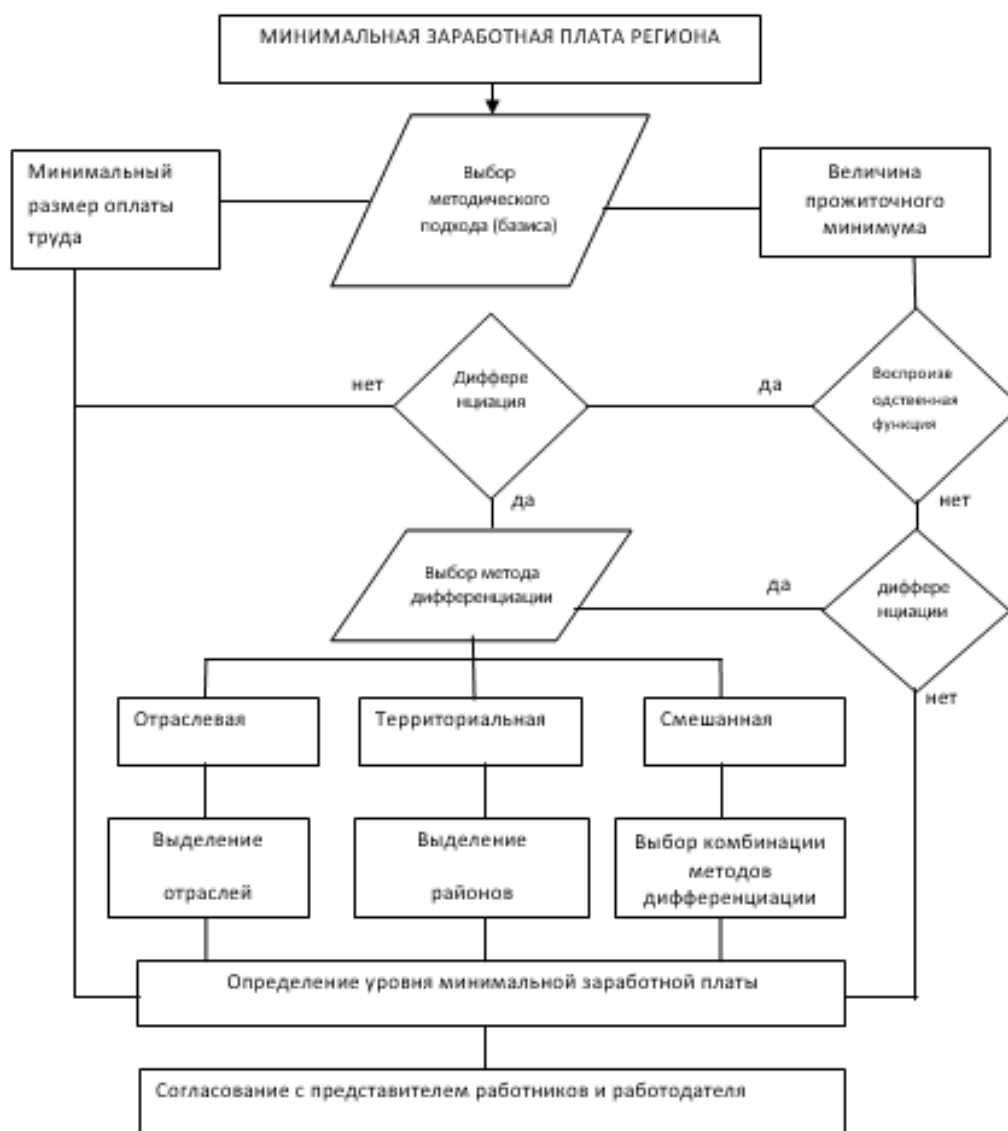 МИНИМАЛЬНАЯ ЗАРАБОТНАЯ ПЛАТА РЕГИОНА
Минимальный
размер оплаты
труда
Выбор
методического
подхода (базиса)
Величина
прожиточного
минимума
нет
Диффере
нциация
да
Воспроизв
одственная
функция
да
нет
Выбор метода
дифференциации
да
диффере
нциации
нет
Отраслевая
Территориальная
Смешанная
Выделение
отраслей
Выделение
районов
Выбор комбинации
методов
дифференциации
Определение уровня минимальной заработной платы
Согласование с представителем работников и работодателя